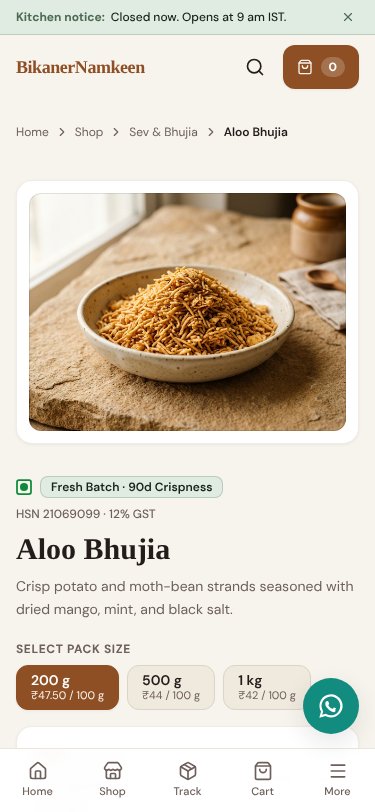 Kitchen notice: Closed now. Opens at 9 am IST.
BikanerNamkeen
0
Home > Shop > Sev & Bhujia > Aloo Bhujia
Fresh Batch · 90d Crispness
HSN 21069099 · 12% GST
Aloo Bhujia
Crisp potato and moth-bean strands seasoned with
dried mango, mint, and black salt.
SELECT PACK SIZE
200 g
₹47.50 / 100 g
500 g
₹44 / 100 g
1 kg
₹42 / 100 g
Home
Shop
Track
Cart
More